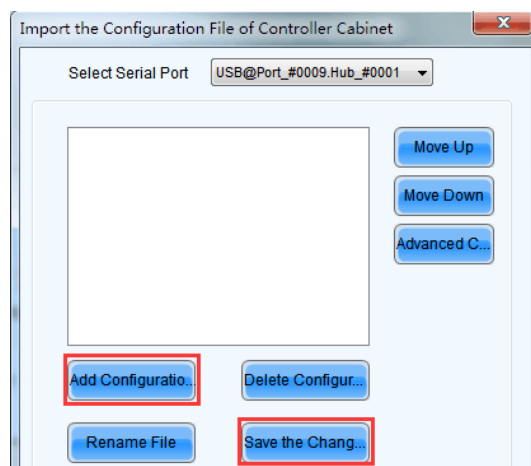 Import the Configuration File of Controller Cabinet
Select Serial Port USB@Port_#0009.Hub_#0001
Move Up
Move Down
Advanced C...
Add Configuratio... Delete Configur...
Rename File Save the Chang...